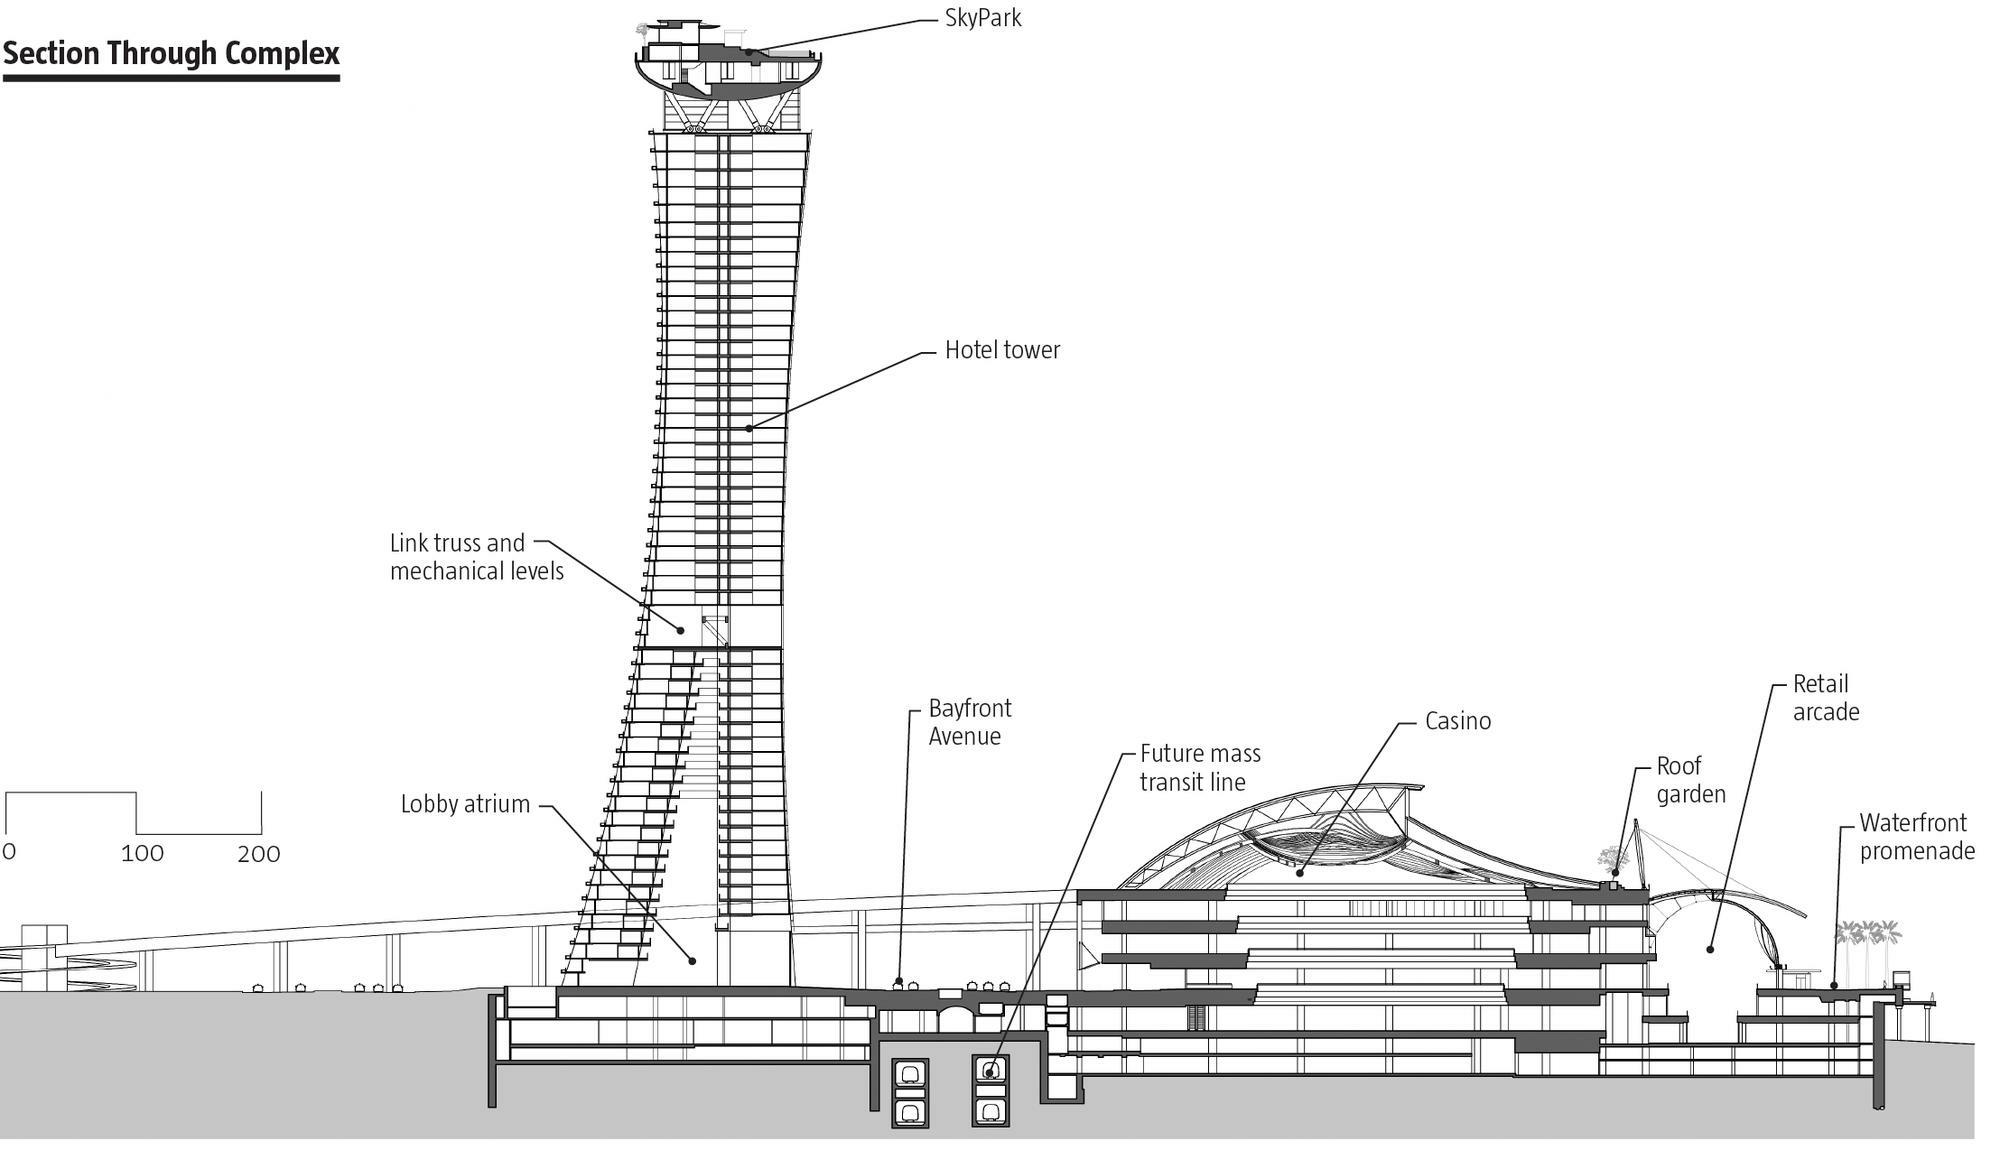 Section Through Complex
SkyPark
Hotel tower
Link truss and
mechanical levels
Bayfront
Avenue
Future mass
transit line
Casino
Retail
arcade
Roof
garden
Lobby atrium
Waterfront
promenade
0 100 200